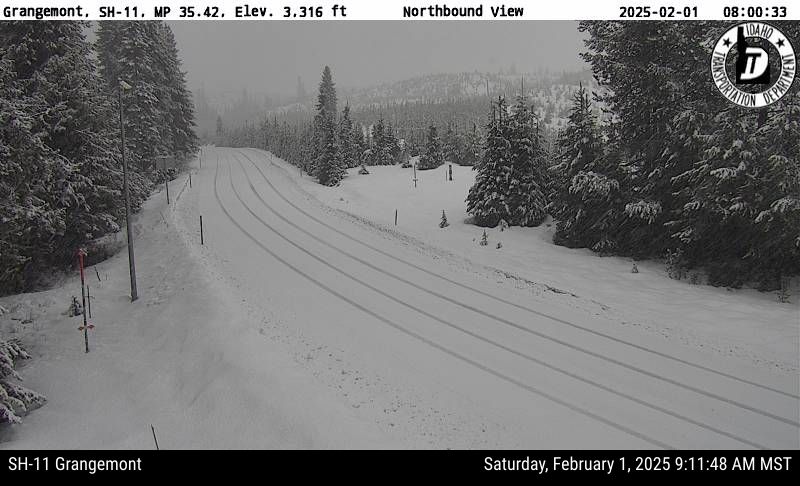 Grangemont, SH-11, MP 35.42, Elev. 3,316 ft Northbound View 2025-02-01 08:00:33
IDAHO TRANSPORTATION DEPARTMENT
SH-11 Grangemont Saturday, February 1, 2025 9:11:48 AM MST